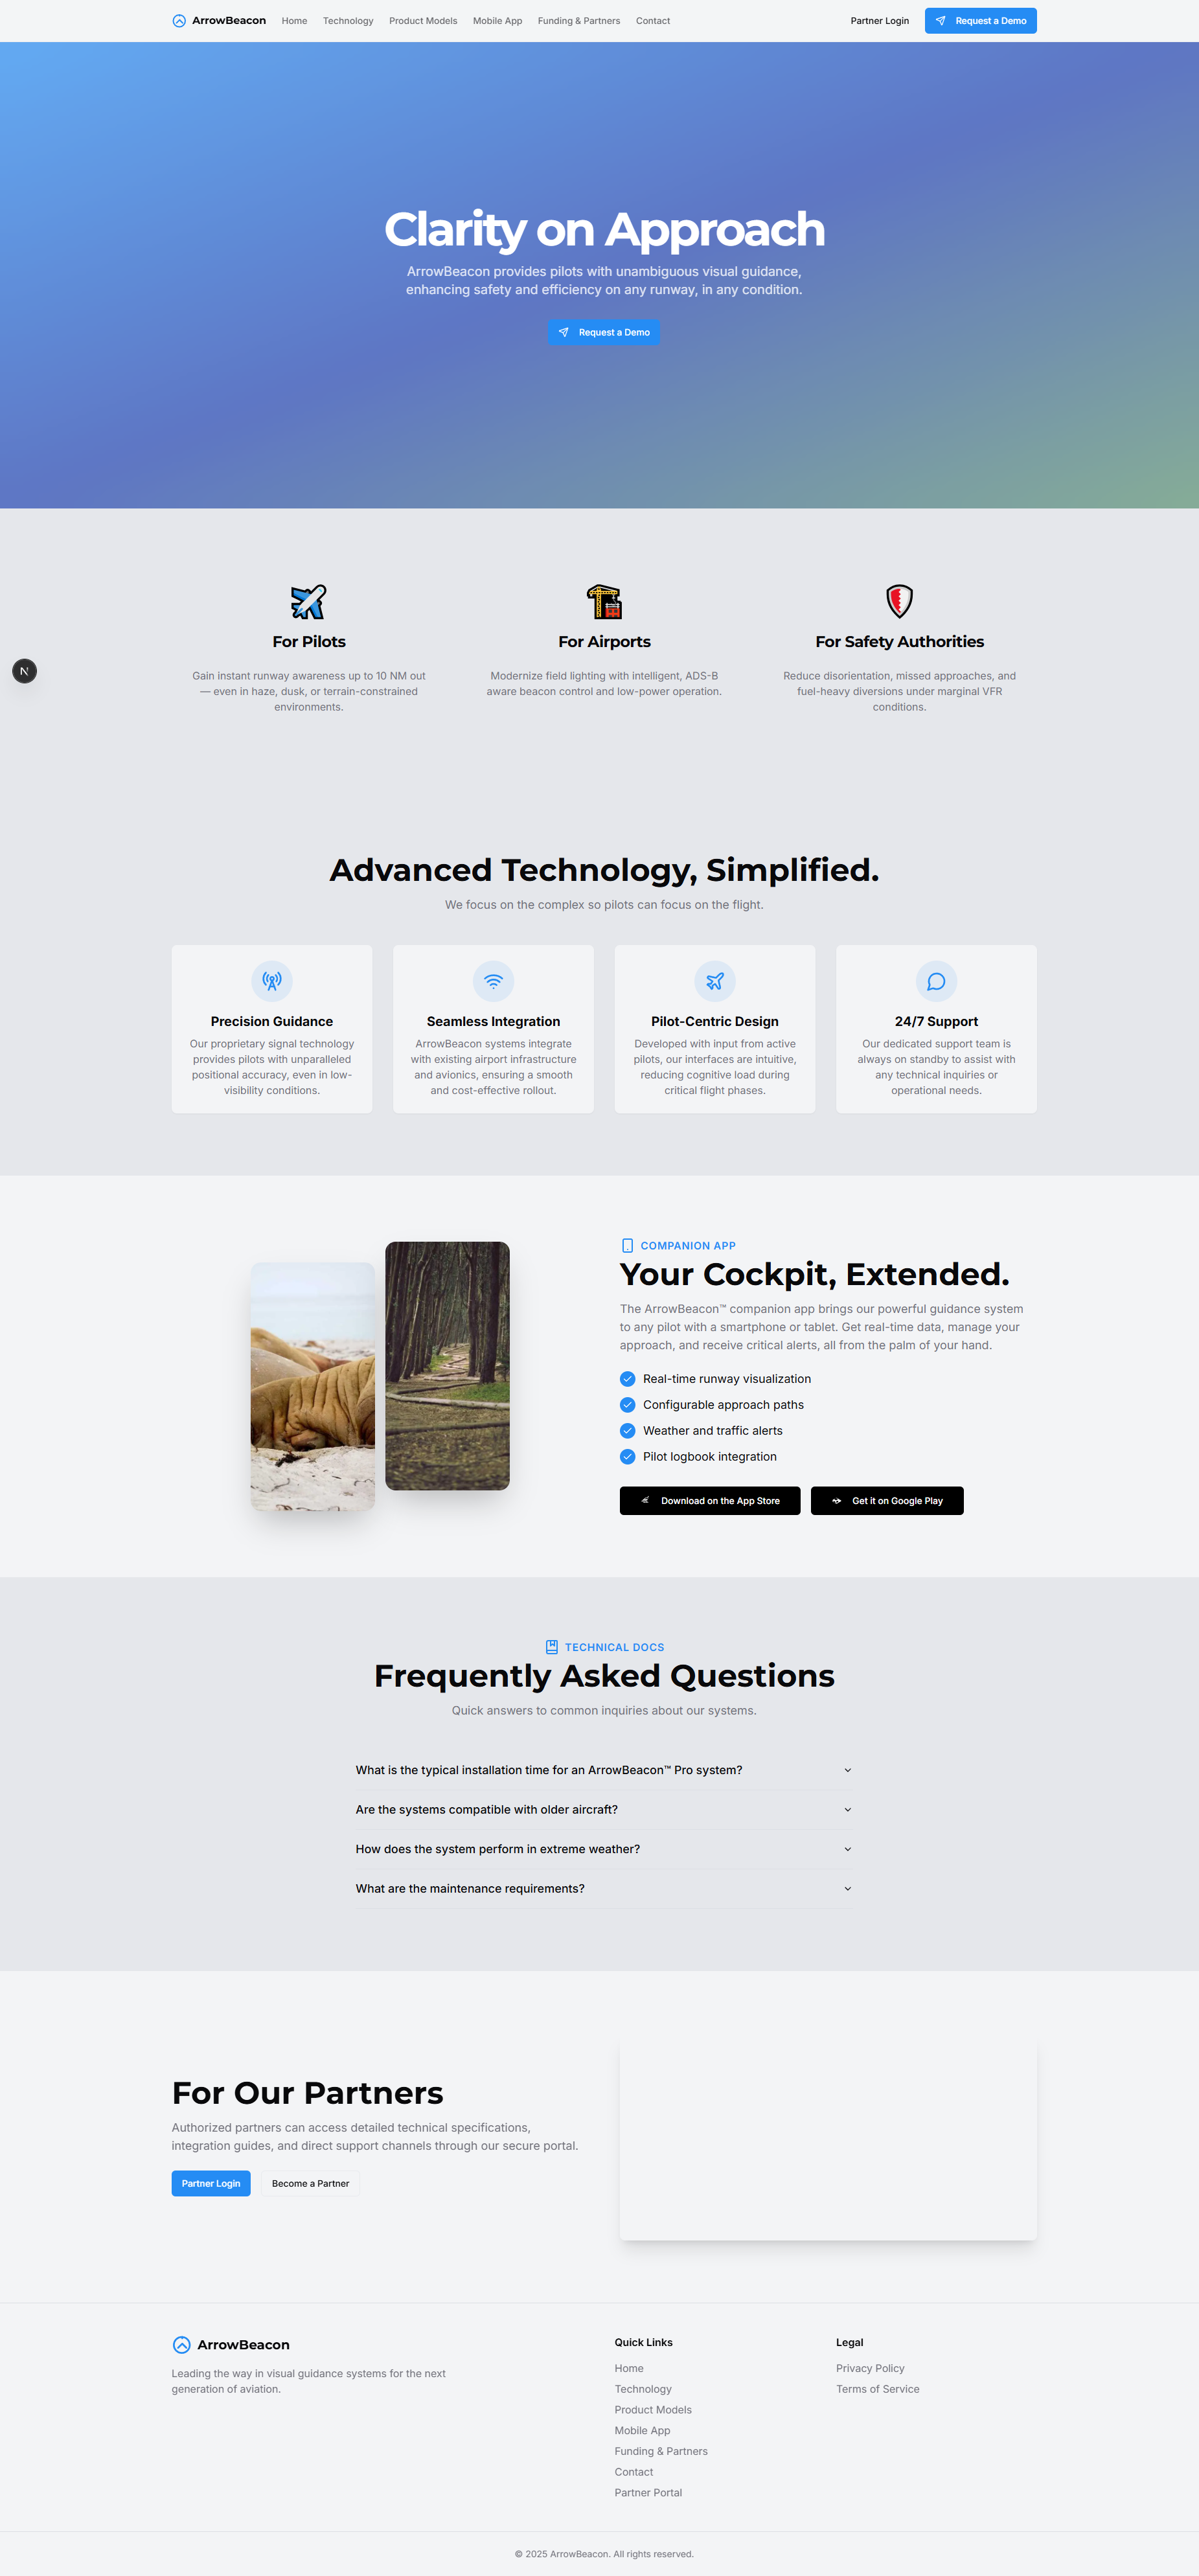 ArrowBeacon
Home
Technology
Product Models
Mobile App
Funding & Partners
Contact
Partner Login
Request a Demo
Clarity on Approach
ArrowBeacon provides pilots with unambiguous visual guidance,
enhancing safety and efficiency on any runway, in any condition.
Request a Demo
For Pilots
Gain instant runway awareness up to 10 NM out
— even in haze, dusk, or terrain-constrained
environments.
For Airports
Modernize field lighting with intelligent, ADS-B
aware beacon control and low-power operation.
For Safety Authorities
Reduce disorientation, missed approaches, and
fuel-heavy diversions under marginal VFR
conditions.
N
Advanced Technology, Simplified.
We focus on the complex so pilots can focus on the flight.
Precision Guidance
Our proprietary signal technology
provides pilots with unparalleled
positional accuracy, even in low-
visibility conditions.
Seamless Integration
ArrowBeacon systems integrate
with existing airport infrastructure
and avionics, ensuring a smooth
and cost-effective rollout.
Pilot-Centric Design
Developed with input from active
pilots, our interfaces are intuitive,
reducing cognitive load during
critical flight phases.
24/7 Support
Our dedicated support team is
always on standby to assist with
any technical inquiries or
operational needs.
COMPANION APP
Your Cockpit, Extended.
The ArrowBeacon™ companion app brings our powerful guidance system
to any pilot with a smartphone or tablet. Get real-time data, manage your
approach, and receive critical alerts, all from the palm of your hand.
Real-time runway visualization
Configurable approach paths
Weather and traffic alerts
Pilot logbook integration
Download on the App Store
Get it on Google Play
TECHNICAL DOCS
Frequently Asked Questions
Quick answers to common inquiries about our systems.
What is the typical installation time for an ArrowBeacon™ Pro system?
Are the systems compatible with older aircraft?
How does the system perform in extreme weather?
What are the maintenance requirements?
For Our Partners
Authorized partners can access detailed technical specifications,
integration guides, and direct support channels through our secure portal.
Partner Login
Become a Partner
ArrowBeacon
Leading the way in visual guidance systems for the next
generation of aviation.
Quick Links
Home
Technology
Product Models
Mobile App
Funding & Partners
Contact
Partner Portal
Legal
Privacy Policy
Terms of Service
© 2025 ArrowBeacon. All rights reserved.